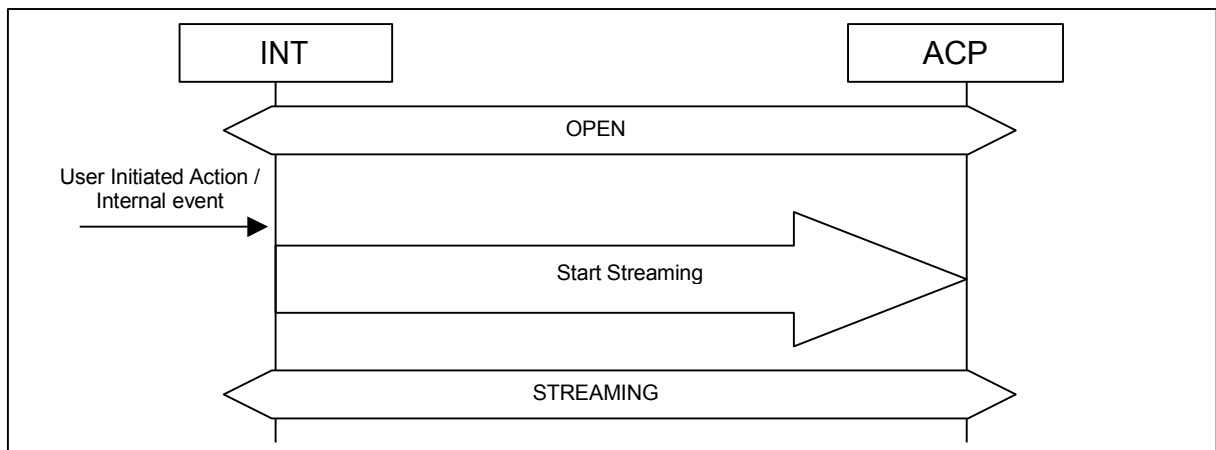 INT
ACP
OPEN
User Initiated Action /
Internal event
Start Streaming
STREAMING